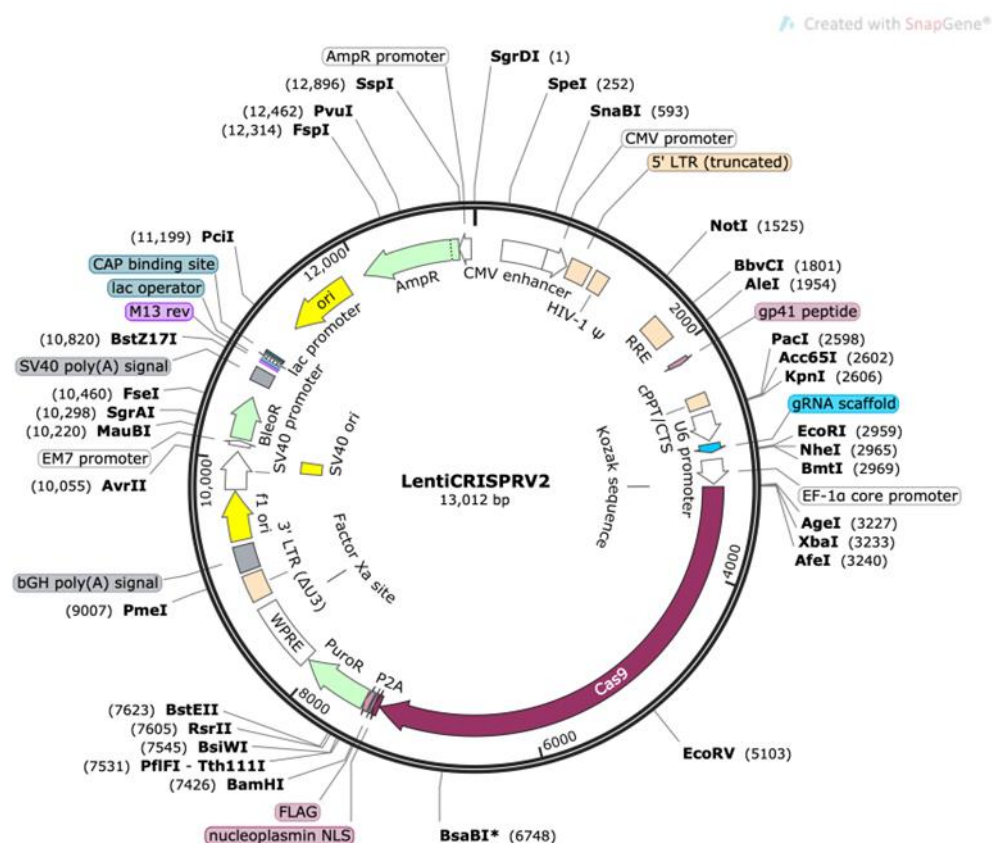 Created with SnapGene®
AmpR promoter
SgrDI (1)
(12,896) SspI
SpeI (252)
(12,462) PvuI
SnaBI (593)
(12,314) FspI
CMV promoter
5' LTR (truncated)
(11,199) PciI
NotI (1525)
CAP binding site
BbvCI (1801)
lac operator
AleI (1954)
M13 rev
gp41 peptide
(10,820) BstZ17I
PacI (2598)
SV40 poly(A) signal
Acc65I (2602)
KpnI (2606)
(10,460) FseI
gRNA scaffold
(10,298) SgrAI
EcoRI (2959)
(10,220) MauBI
NheI (2965)
EM7 promoter
BmtI (2969)
(10,055) AvrII
EF-1α core promoter
AgeI (3227)
XbaI (3233)
AfeI (3240)
bGH poly(A) signal
(9007) PmeI
(7623) BstEII
(7605) RsrII
(7545) BsiWI
(7531) PflFI - Tth111I
(7426) BamHI
EcoRV (5103)
FLAG
nucleoplasmin NLS
BsaBI* (6748)
12,000
2000
4000
6000
8000
10,000
AmpR
CMV enhancer
HIV-1 Ψ
RRE
cPPT/CTS
U6 promoter
Kozak sequence
Cas9
P2A
PuroR
WPRE
3' LTR (ΔU3)
Factor Xa site
f1 ori
SV40 promoter
SV40 ori
BleoR
lac promoter
ori
LentiCRISPRV2
13,012 bp